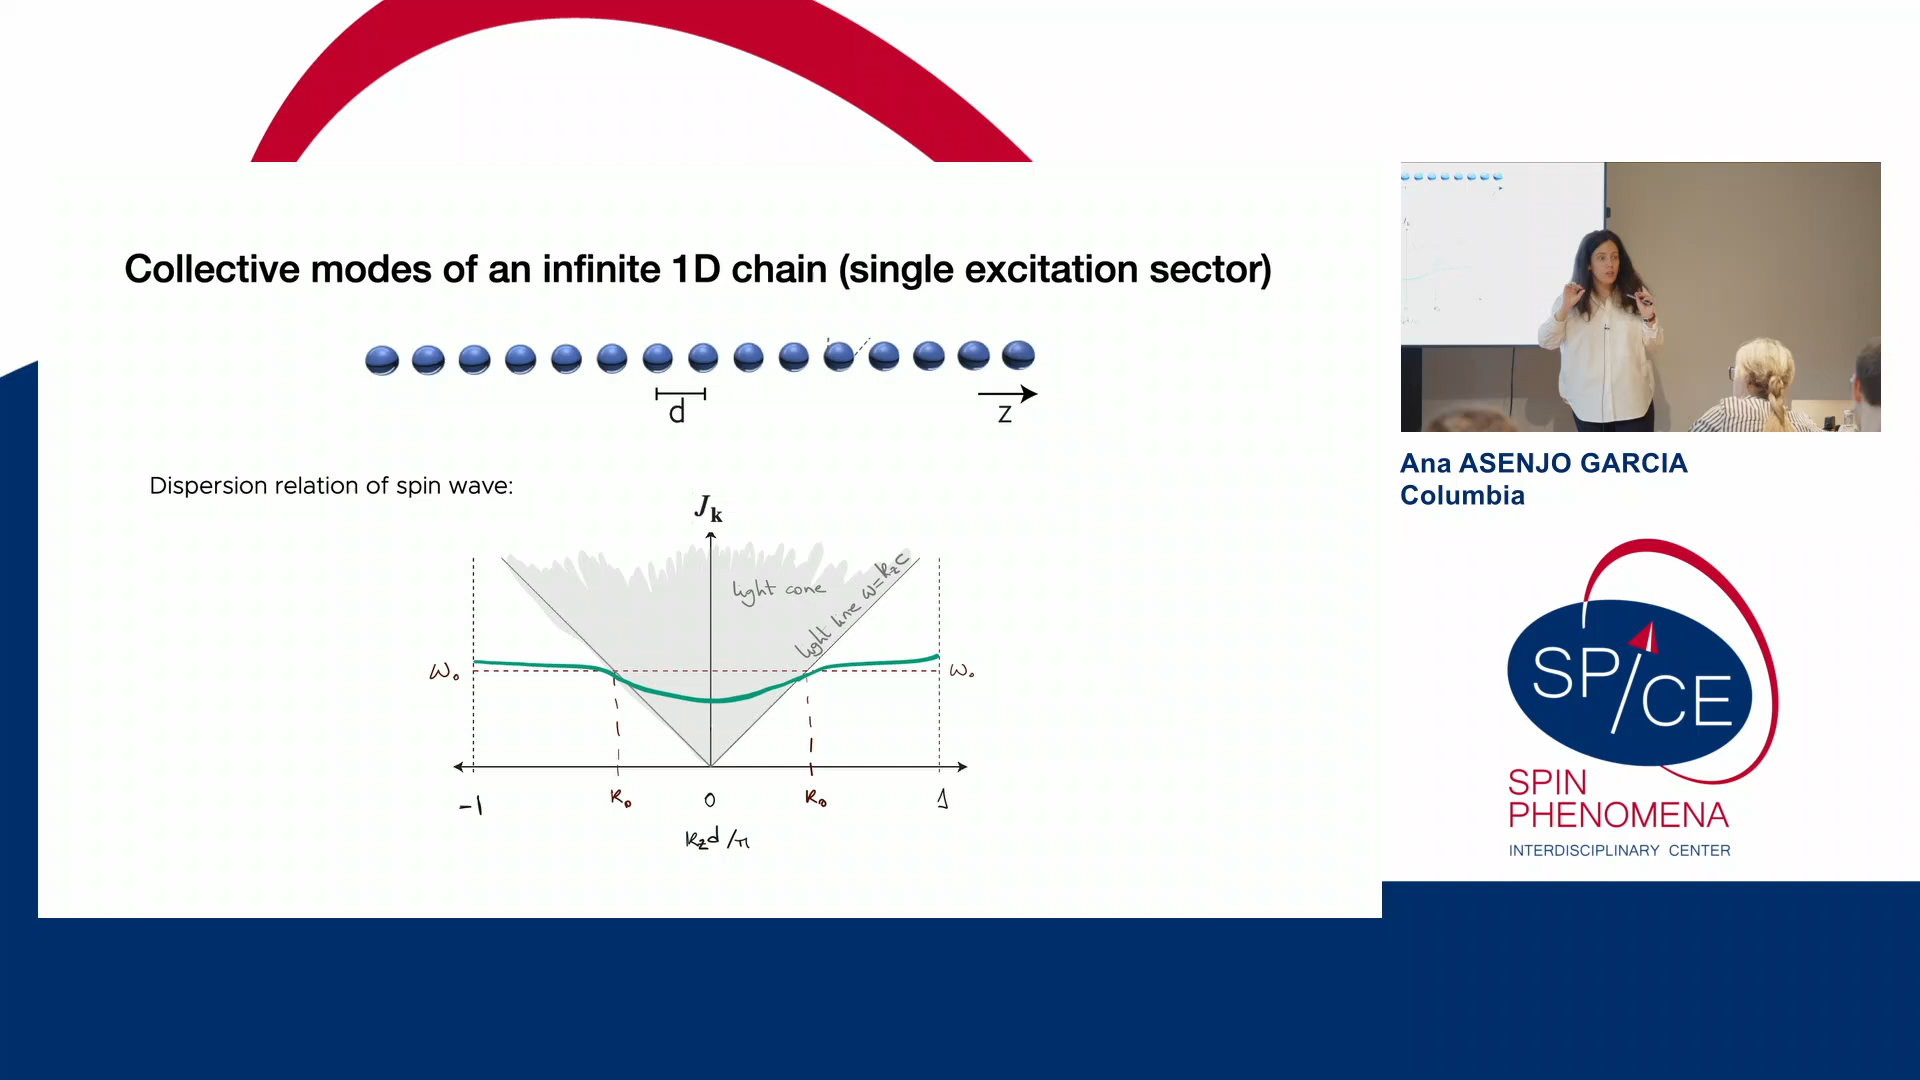 Collective modes of an infinite 1D chain (single excitation sector)
d
z
Dispersion relation of spin wave:
J_k
light cone
light line ω=k_z c
ω₀
ω₀
-1
k₀
0
k₀
1
k_z d/π
Ana ASENJO GARCIA
Columbia
SPICE
SPIN
PHENOMENA
INTERDISCIPLINARY CENTER